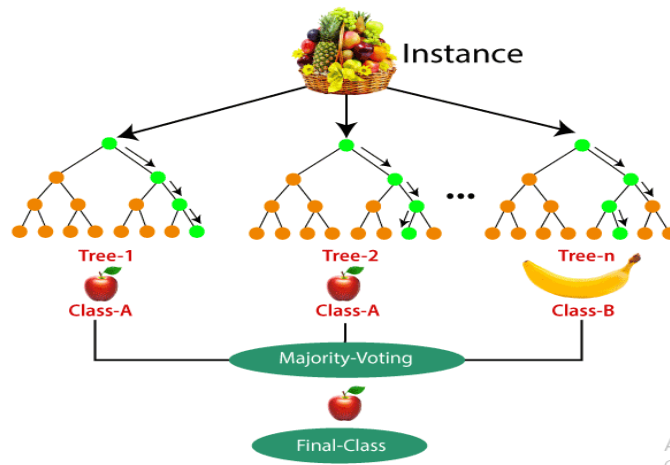 Instance
...
Tree-1
Tree-2
Tree-n
Class-A
Class-A
Class-B
Majority-Voting
Final-Class